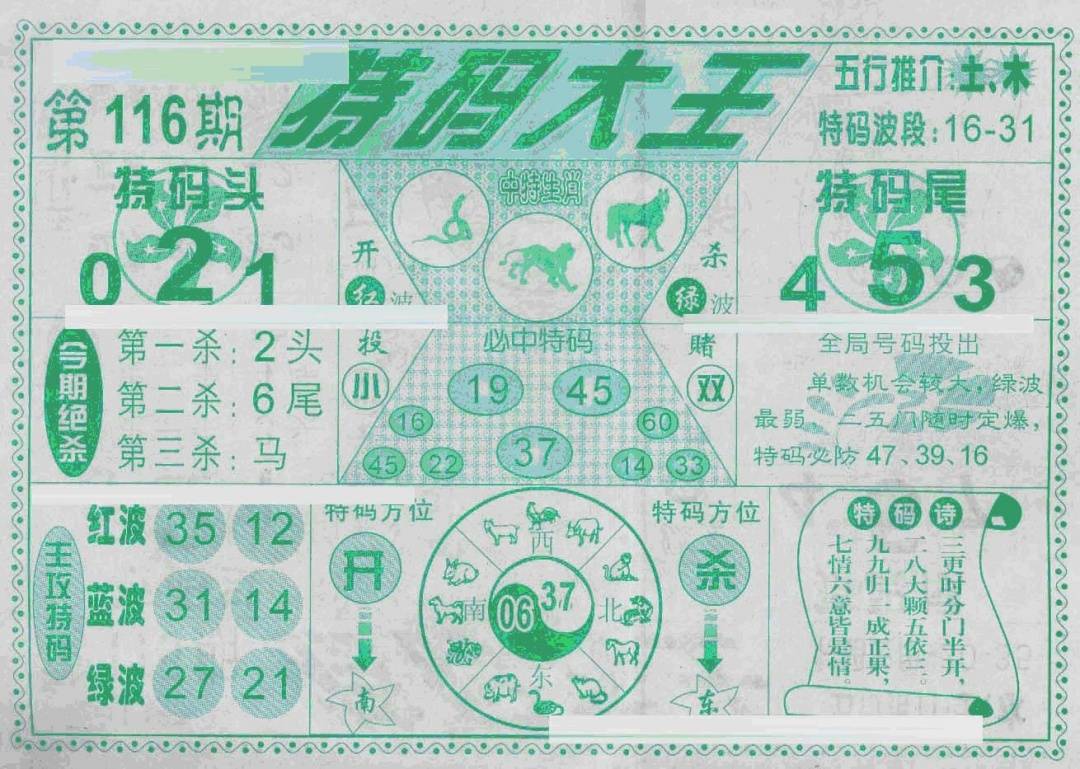 第116期
特码大王
五行推介:土、木
特码波段:16-31
特码头
0 2 1
中特生肖
开
红波
杀
绿波
特码尾
4 5 3
今期绝杀
第一杀:2头
第二杀:6尾
第三杀:马
投
小
必中特码
19 45
16 60
37
45 22 14 33
赌
双
全局号码投出
单数机会较大,绿波
最弱 二五八随时定爆,
特码必防47、39、16
主攻特码
红波 35 12
蓝波 31 14
绿波 27 21
特码方位
开
南
西
南 06 37 北
东
特码方位
杀
东
特码诗
三更时分门半开,
二八大颗五依三。
九九归一成正果,
七情六意皆是情。